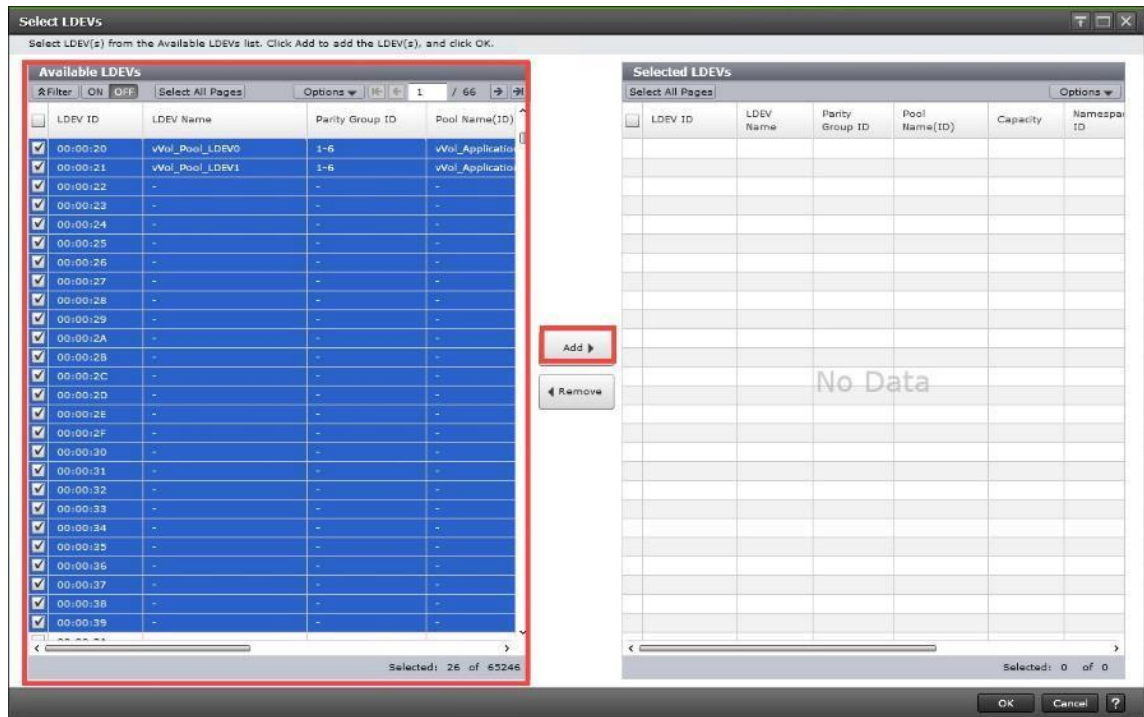 Select LDEVs
Select LDEV(s) from the Available LDEVs list. Click Add to add the LDEV(s), and click OK.
Available LDEVs
Filter ON OFF Select All Pages Options 1 / 66
LDEV ID LDEV Name Parity Group ID Pool Name(ID)
00:00:20 vVol_Pool_LDEV0 1-6 vVol_Application
00:00:21 vVol_Pool_LDEV1 1-6 vVol_Application
00:00:22 - - -
00:00:23 - - -
00:00:24 - - -
00:00:25 - - -
00:00:26 - - -
00:00:27 - - -
00:00:28 - - -
00:00:29 - - -
00:00:2A - - -
00:00:2B - - -
00:00:2C - - -
00:00:2D - - -
00:00:2E - - -
00:00:2F - - -
00:00:30 - - -
00:00:31 - - -
00:00:32 - - -
00:00:33 - - -
00:00:34 - - -
00:00:35 - - -
00:00:36 - - -
00:00:37 - - -
00:00:38 - - -
00:00:39 - - -
Selected: 26 of 65246
Add
Remove
Selected LDEVs
Select All Pages Options
LDEV ID LDEV Name Parity Group ID Pool Name(ID) Capacity Namespa ID
No Data
Selected: 0 of 0
OK Cancel ?